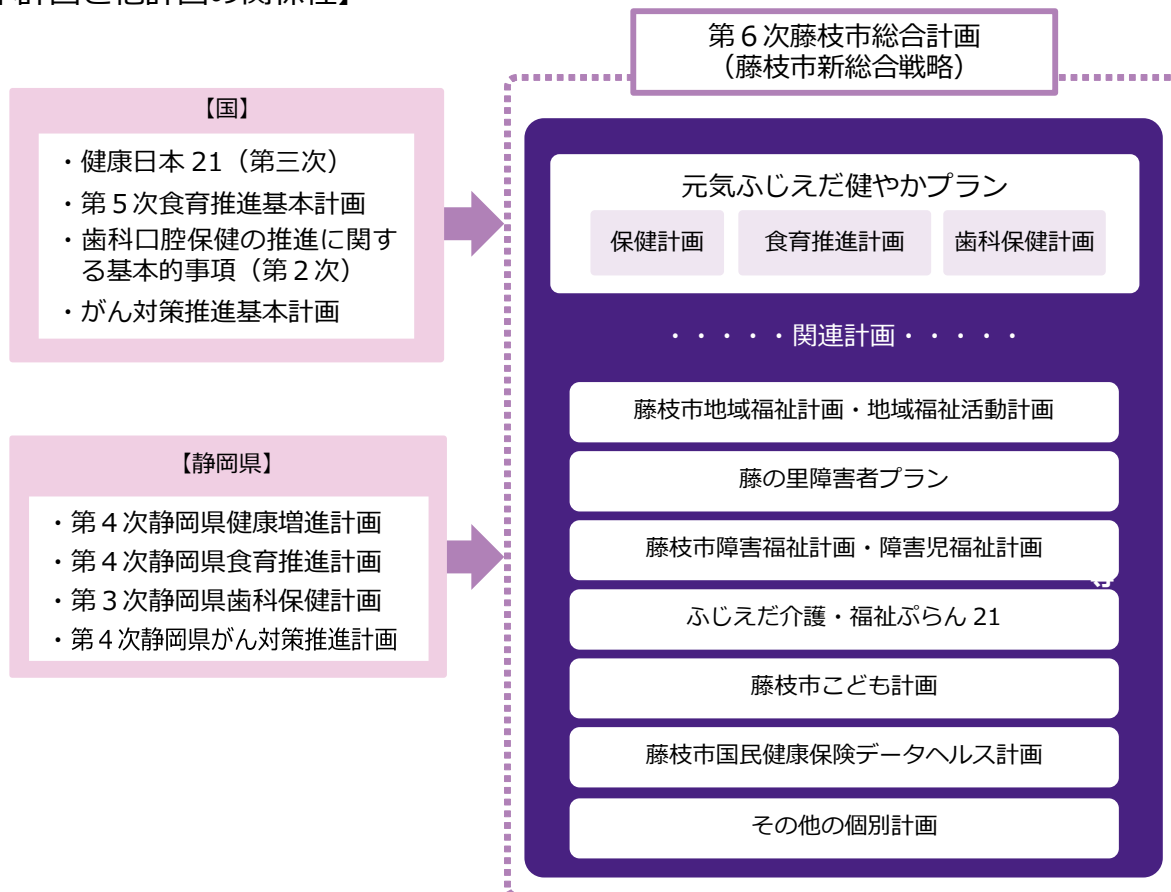 本計画と他計画の関係性】
第６次藤枝市総合計画
（藤枝市新総合戦略）
【国】
・健康日本 21（第三次）
・第５次食育推進基本計画
・歯科口腔保健の推進に関す
る基本的事項（第２次）
・がん対策推進基本計画
【静岡県】
・第４次静岡県健康増進計画
・第４次静岡県食育推進計画
・第３次静岡県歯科保健計画
・第４次静岡県がん対策推進計画
元気ふじえだ健やかプラン
保健計画
食育推進計画
歯科保健計画
・・・・・関連計画・・・・・
藤枝市地域福祉計画・地域福祉活動計画
藤の里障害者プラン
藤枝市障害福祉計画・障害児福祉計画
ふじえだ介護・福祉ぷらん 21
藤枝市こども計画
藤枝市国民健康保険データヘルス計画
その他の個別計画